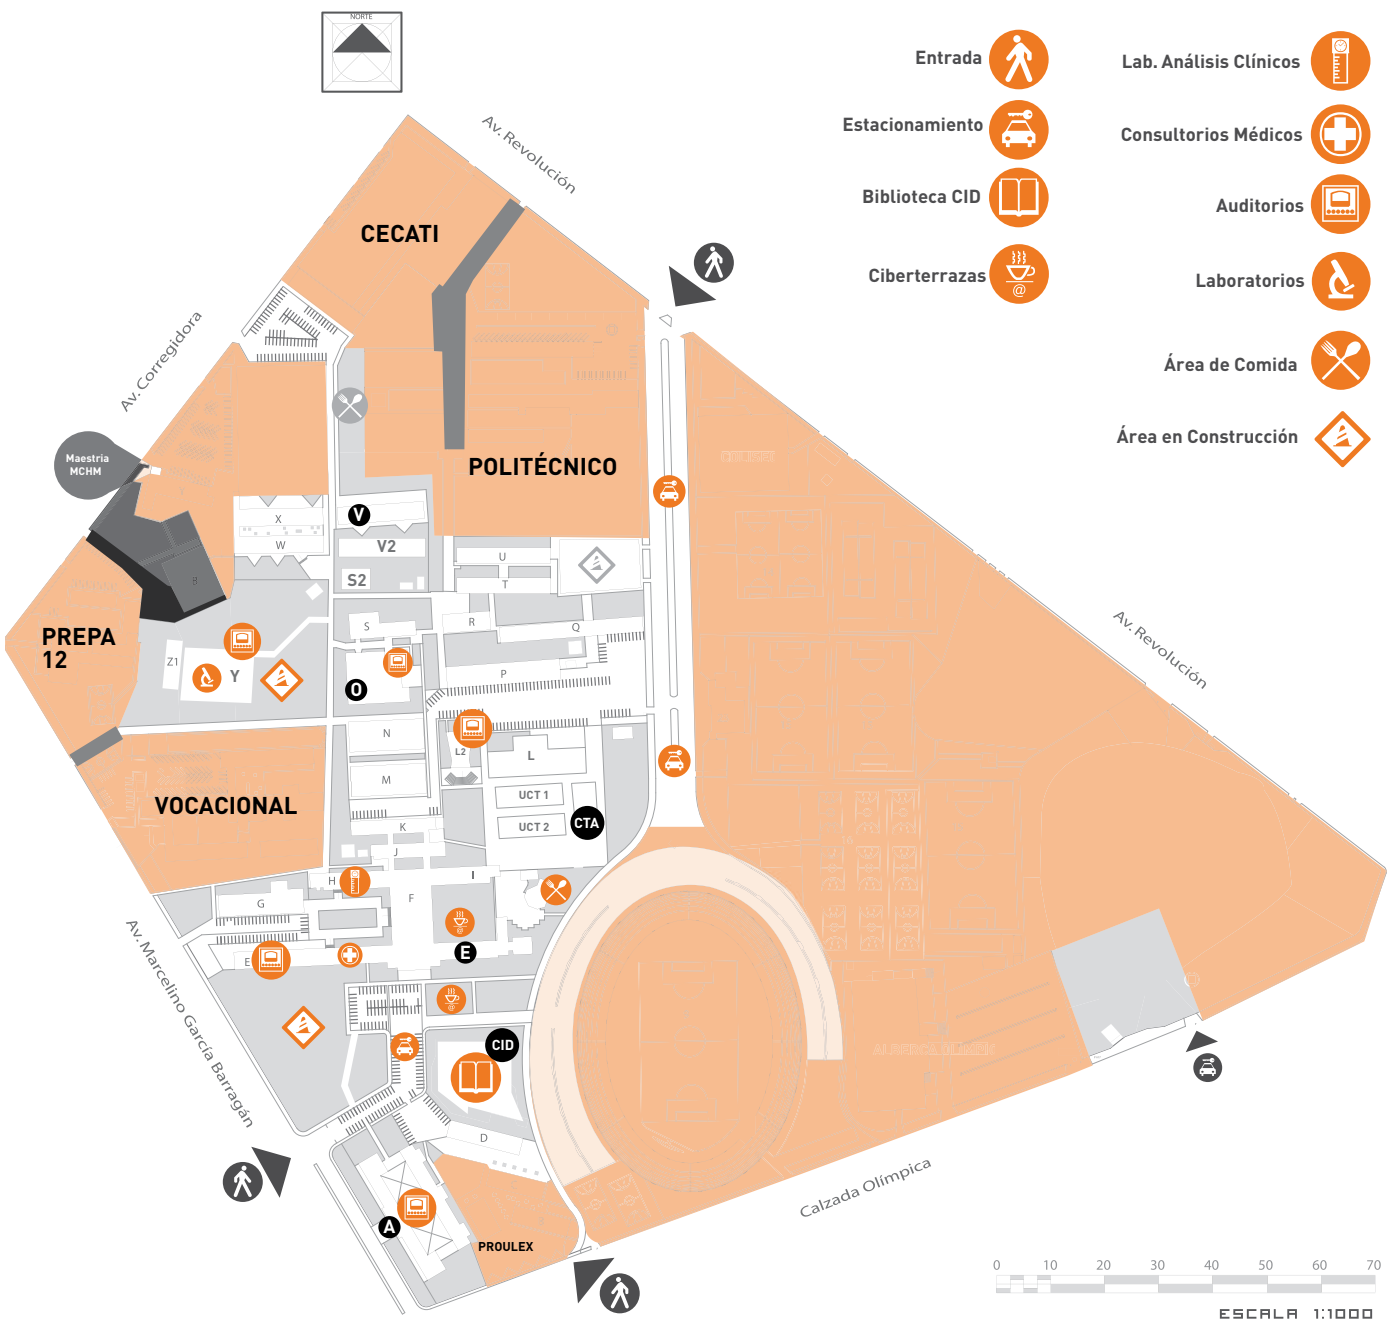 NORTE
Av. Revolución
Entrada
Lab. Análisis Clínicos
Estacionamiento
Consultorios Médicos
Biblioteca CID
Auditorios
Ciberterrazas
@
Laboratorios
Área de Comida
Área en Construcción
CECATI
Av. Corregidora
Maestria
MCHM
POLITÉCNICO
X
W
V
V2
S2
U
T
S
R
Q
PREPA
12
Z1
Y
O
P
N
L2
L
M
UCT 1
UCT 2
CTA
VOCACIONAL
K
J
I
H
F
G
@
E
E
@
CID
D
A
PROULEX
Av. Revolución
Av. Marcelino García Barragán
Calzada Olímpica
0 10 20 30 40 50 60 70
ESCALA 1:1000